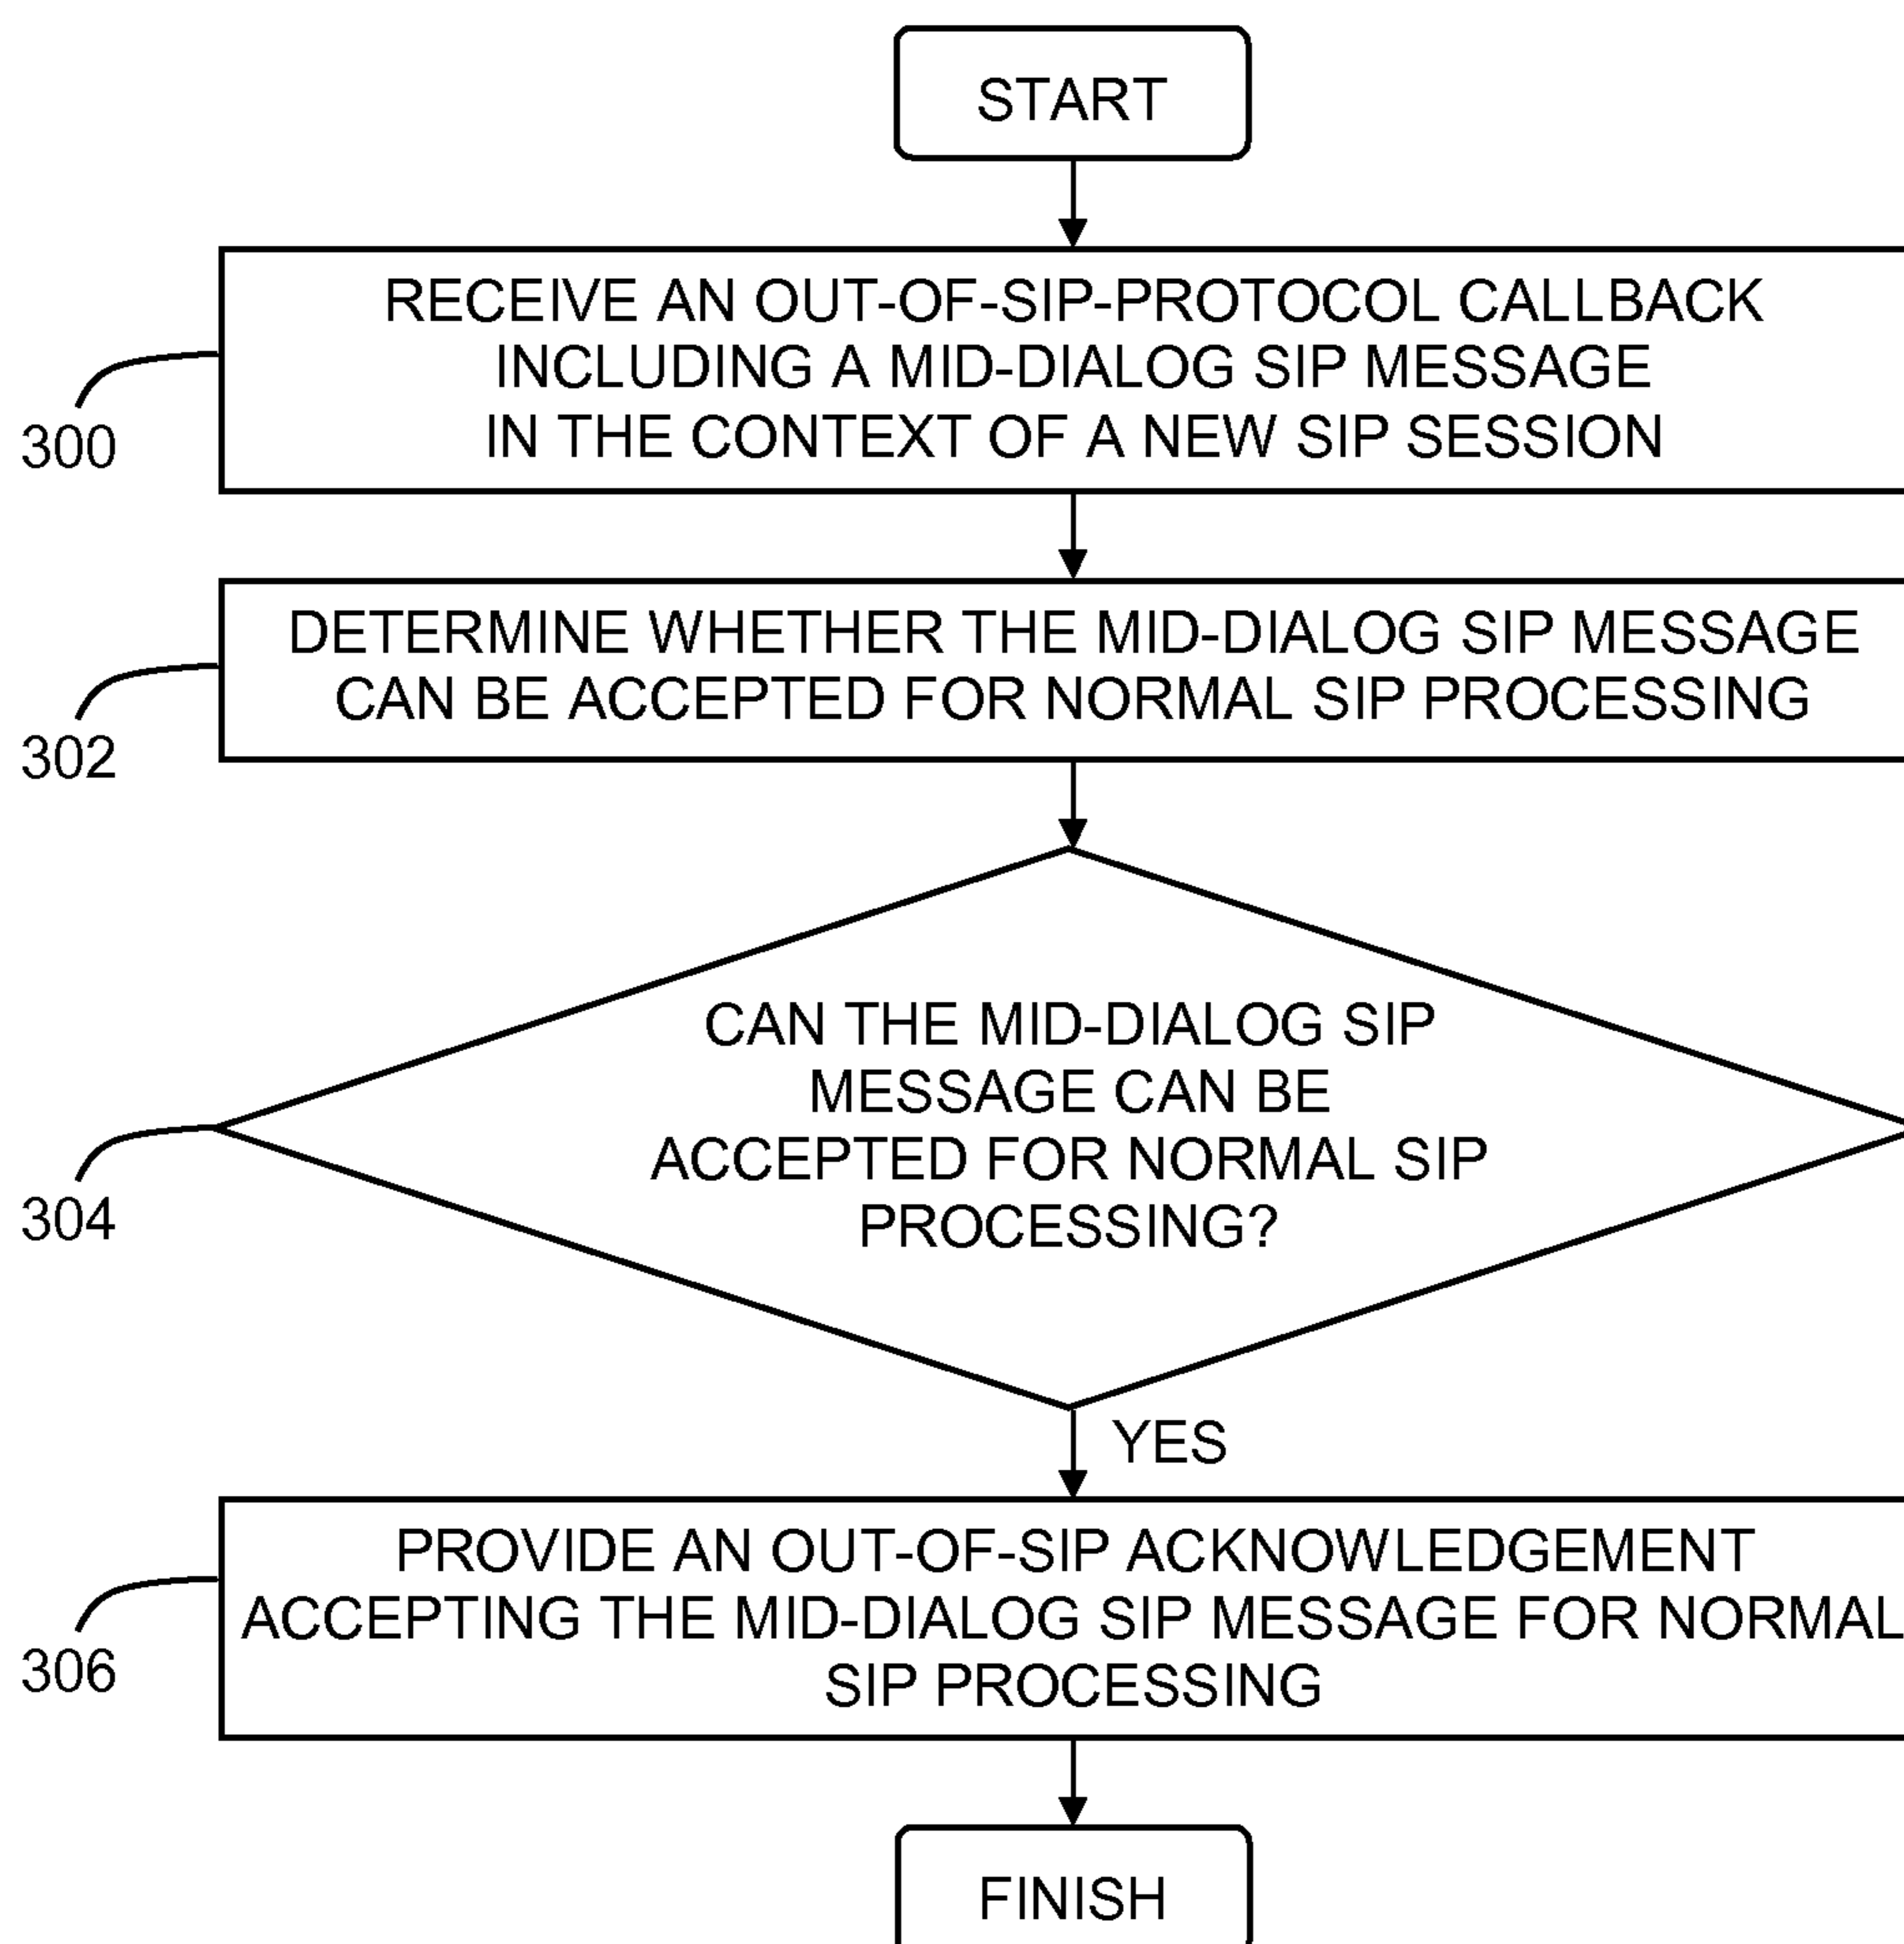 START
RECEIVE AN OUT-OF-SIP-PROTOCOL CALLBACK
INCLUDING A MID-DIALOG SIP MESSAGE
IN THE CONTEXT OF A NEW SIP SESSION
300
DETERMINE WHETHER THE MID-DIALOG SIP MESSAGE
CAN BE ACCEPTED FOR NORMAL SIP PROCESSING
302
CAN THE MID-DIALOG SIP
MESSAGE CAN BE
ACCEPTED FOR NORMAL SIP
PROCESSING?
304
YES
PROVIDE AN OUT-OF-SIP ACKNOWLEDGEMENT
ACCEPTING THE MID-DIALOG SIP MESSAGE FOR NORMAL
SIP PROCESSING
306
FINISH